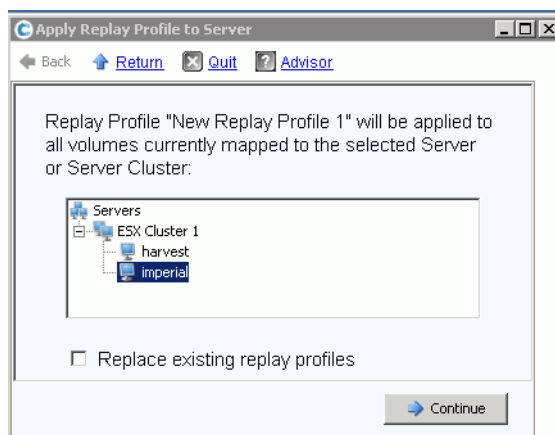 Apply Replay Profile to Server
Back Return Quit Advisor
Replay Profile "New Replay Profile 1" will be applied to
all volumes currently mapped to the selected Server
or Server Cluster:
Servers
ESX Cluster 1
harvest
imperial
Replace existing replay profiles
Continue